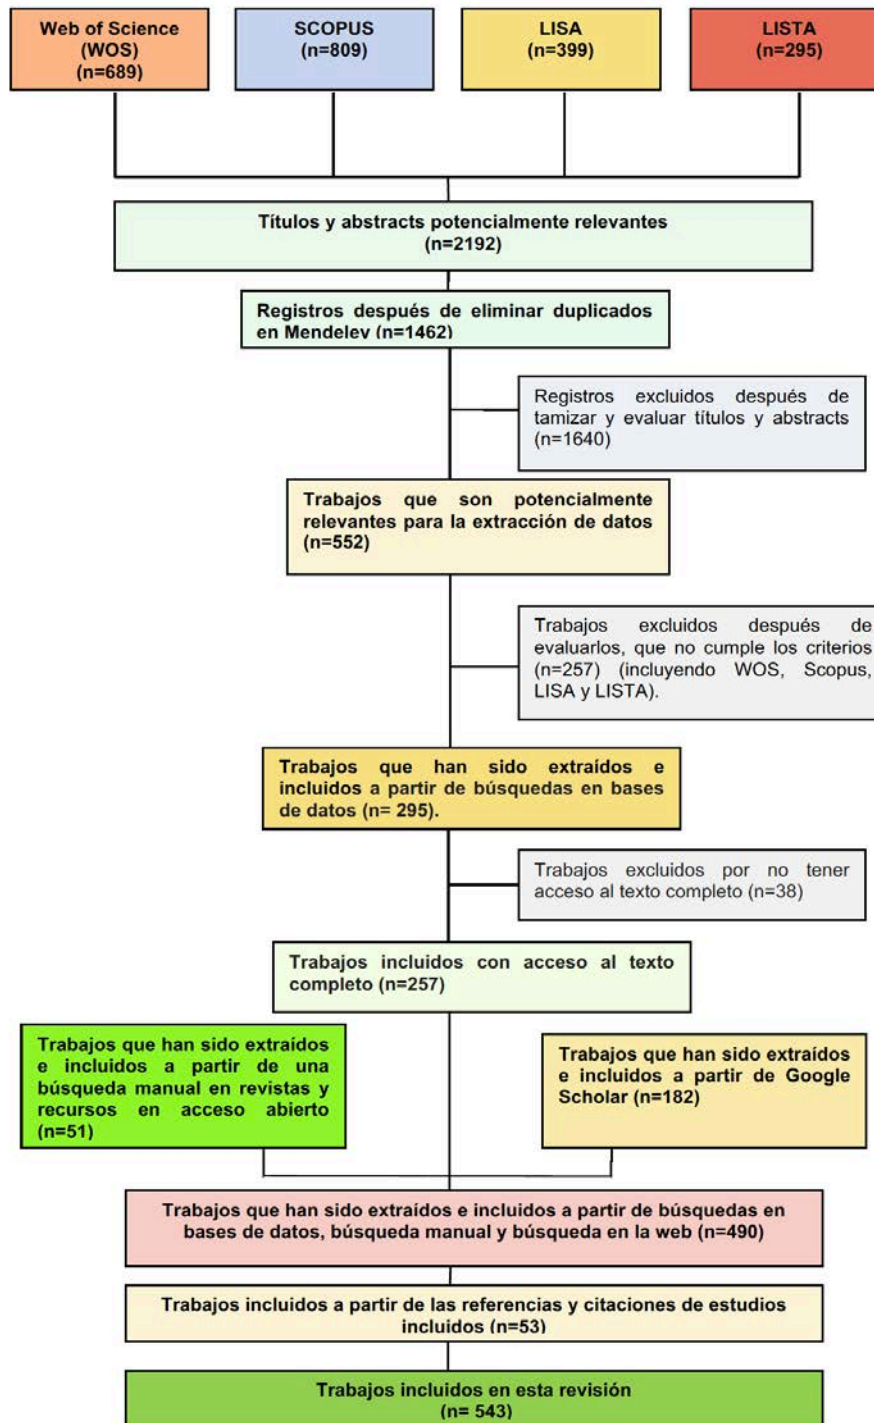 Web of Science
(WOS)
(n=689)
SCOPUS
(n=809)
LISA
(n=399)
LISTA
(n=295)
Títulos y abstracts potencialmente relevantes
(n=2192)
Registros después de eliminar duplicados
en Mendeley (n=1462)
Registros excluidos después de
tamizar y evaluar títulos y abstracts
(n=1640)
Trabajos que son potencialmente
relevantes para la extracción de datos
(n=552)
Trabajos excluidos después de
evaluarlos, que no cumple los criterios
(n=257) (incluyendo WOS, Scopus,
LISA y LISTA).
Trabajos que han sido extraídos e
incluidos a partir de búsquedas en bases
de datos (n= 295).
Trabajos excluidos por no tener
acceso al texto completo (n=38)
Trabajos incluidos con acceso al texto
completo (n=257)
Trabajos que han sido extraídos
e incluidos a partir de una
búsqueda manual en revistas y
recursos en acceso abierto
(n=51)
Trabajos que han sido extraídos
e incluidos a partir de Google
Scholar (n=182)
Trabajos que han sido extraídos e incluidos a partir de búsquedas en
bases de datos, búsqueda manual y búsqueda en la web (n=490)
Trabajos incluidos a partir de las referencias y citaciones de estudios
incluidos (n=53)
Trabajos incluidos en esta revisión
(n= 543)